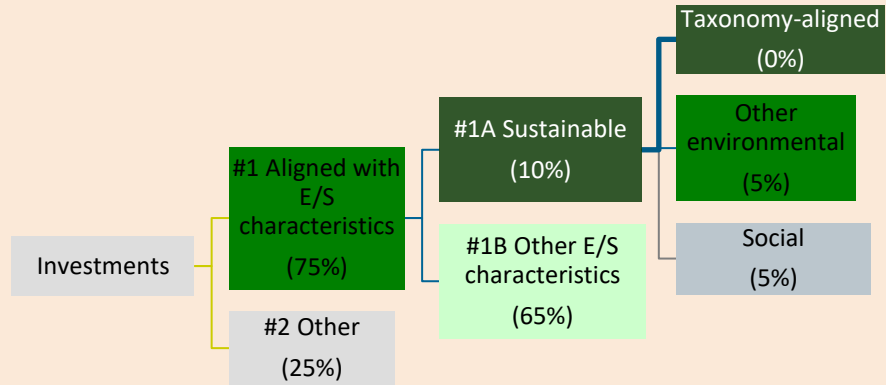 Investments
#1 Aligned with
E/S
characteristics
(75%)
#2 Other
(25%)
#1A Sustainable
(10%)
#1B Other E/S
characteristics
(65%)
Taxonomy-aligned
(0%)
Other
environmental
(5%)
Social
(5%)